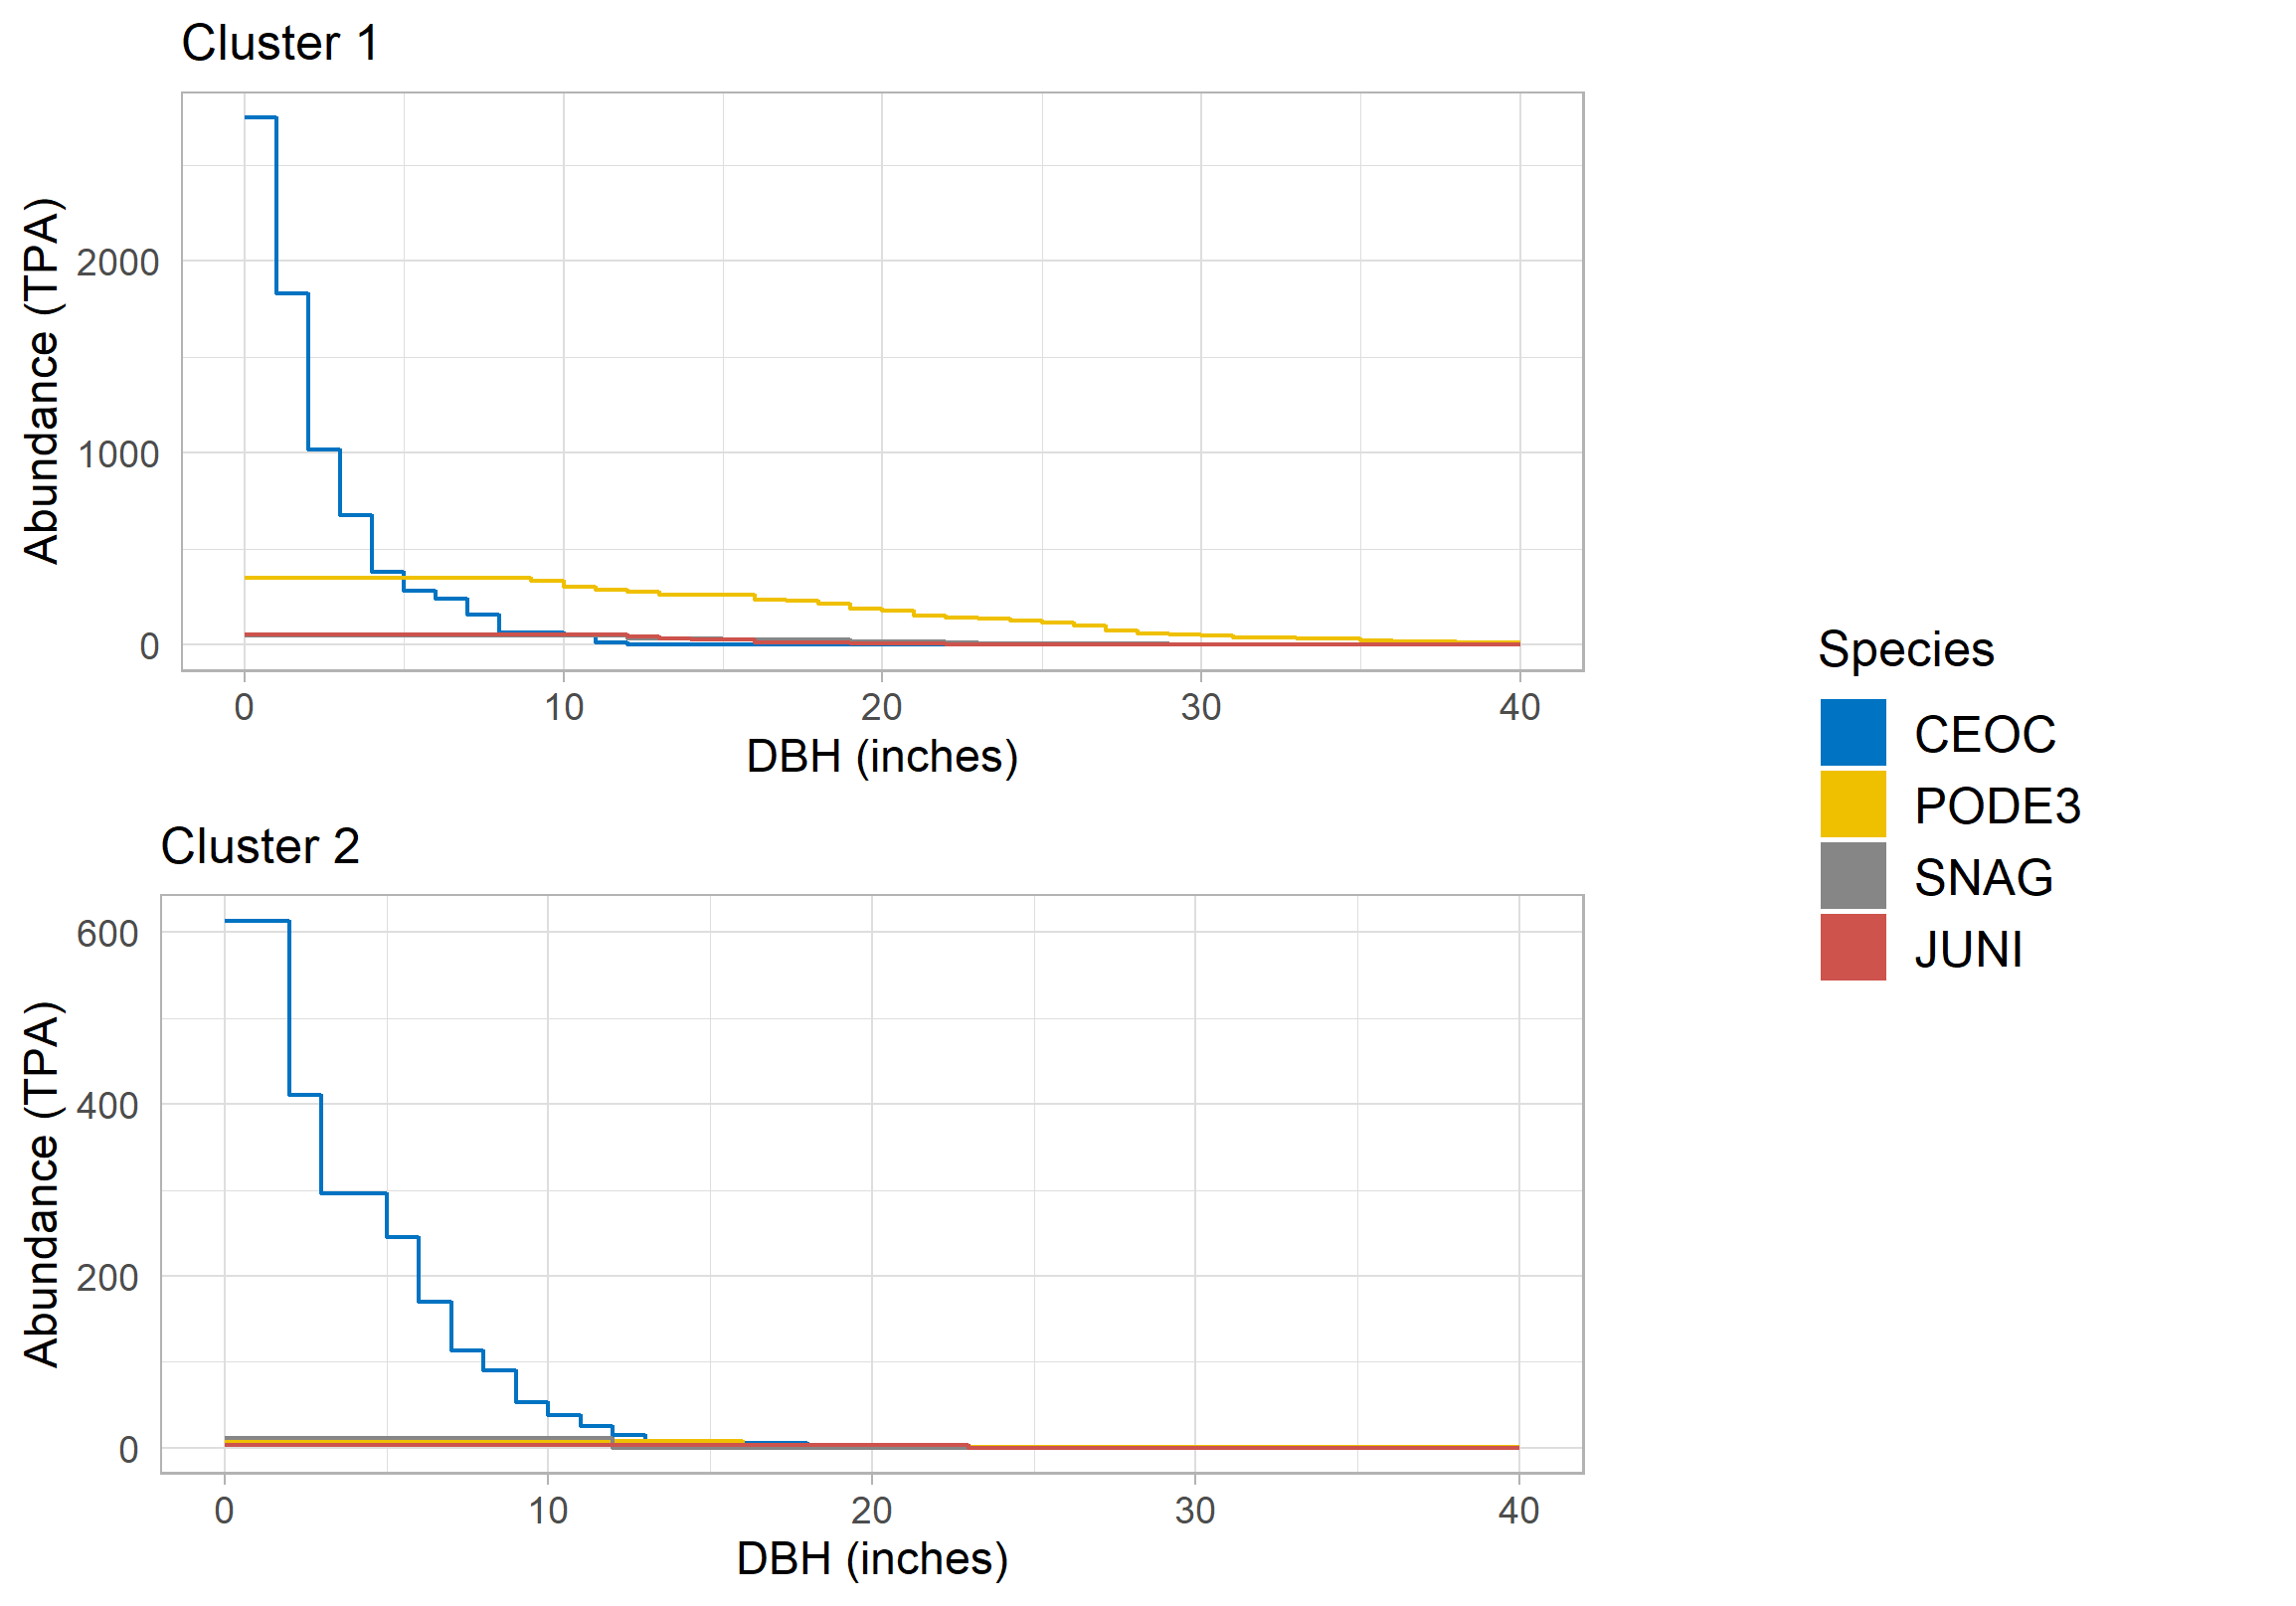 Cluster 1
Abundance (TPA)
2000
1000
0
0 10 20 30 40
DBH (inches)
Cluster 2
Abundance (TPA)
600
400
200
0
0 10 20 30 40
DBH (inches)
Species
CEOC
PODE3
SNAG
JUNI